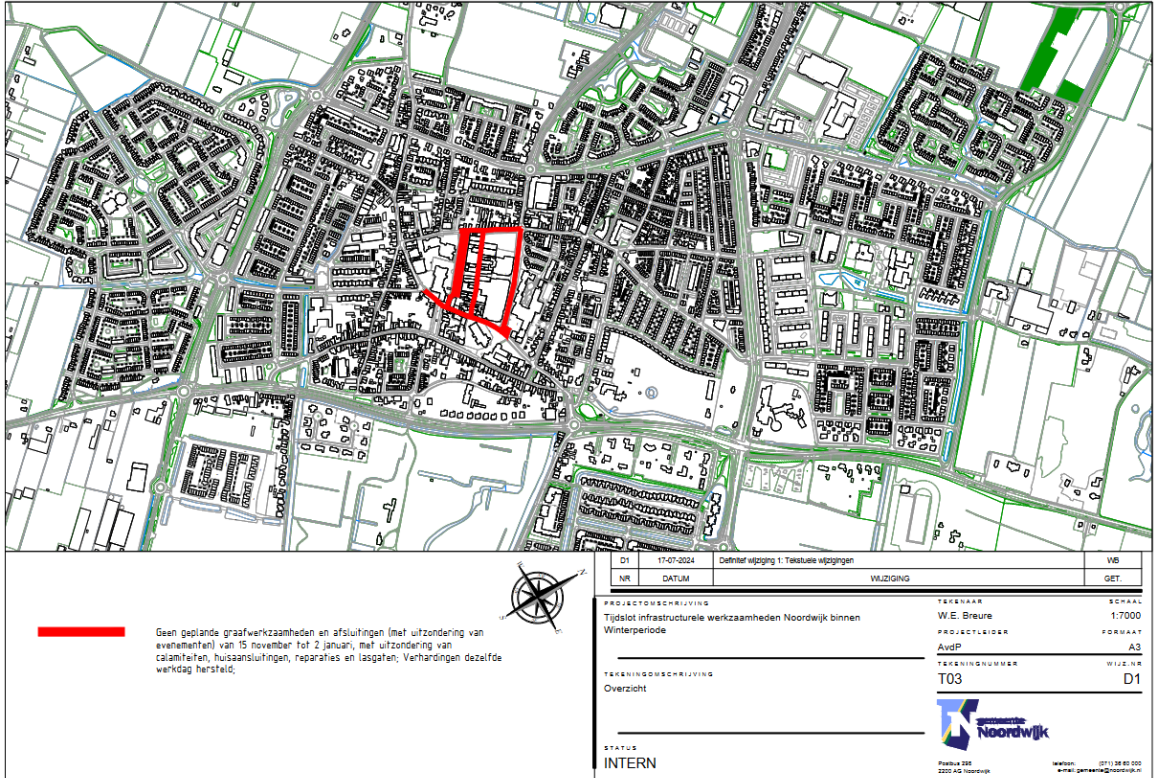 D1 17-07-2024 Definitief wijziging 1: Tekstuele wijzigingen WB
NR DATUM WIJZIGING GET.
Geen geplande graafwerkzaamheden en afsluitingen (met uitzondering van
evenementen) van 15 november tot 2 januari, met uitzondering van
calamiteiten, huisaansluitingen, reparaties en lasgaten; Verhardingen dezelfde
werkdag hersteld;
PROJECTOMSCHRIJVING
Tijdslot infrastructurele werkzaamheden Noordwijk binnen
Winterperiode
TEKENINGOMSCHRIJVING
Overzicht
STATUS
INTERN
TEKENAAR SCHAAL
W.E. Breure 1:7000
PROJECTLEIDER FORMAAT
AvdP A3
TEKENINGNUMMER WIJZ.NR
T03 D1
gemeente
Noordwijk
Postbus 298 telefoon. (071) 36 60 000
2200 AG Noordwijk e-mail: gemeente@noordwijk.nl